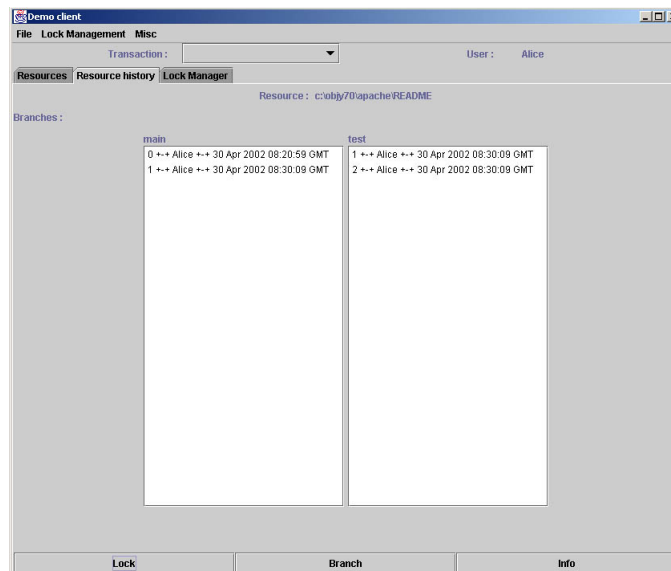 Demo client
File Lock Management Misc
Transaction : User : Alice
Resources Resource history Lock Manager
Resource : c:\objy70\apache\README
Branches :
main test
0 +-+ Alice +-+ 30 Apr 2002 08:20:59 GMT 1 +-+ Alice +-+ 30 Apr 2002 08:30:09 GMT
1 +-+ Alice +-+ 30 Apr 2002 08:30:09 GMT 2 +-+ Alice +-+ 30 Apr 2002 08:30:09 GMT
Lock Branch Info